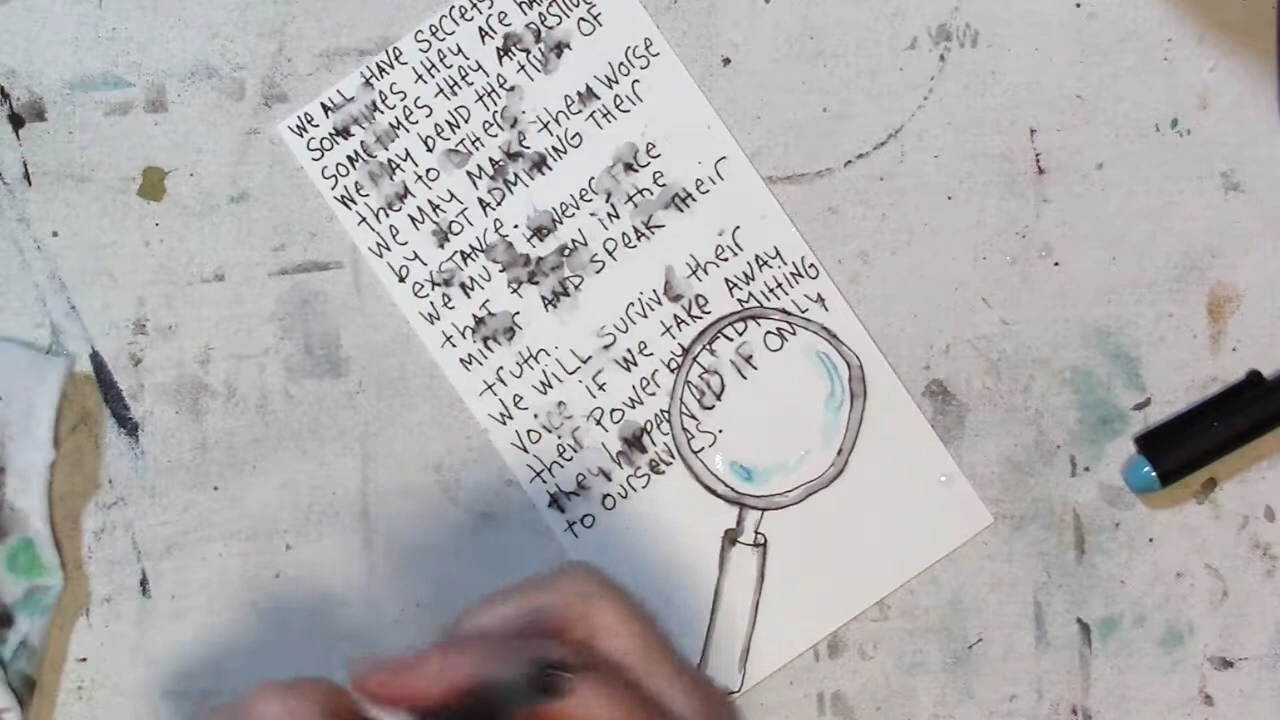 We ALL HAVE SecretS
SOMETIMES THEY ARE
SOMETIMES THEY ARE
We MAY bEND THE TRUTH OF
them to OTHERS.
We MAY MAKE them Worse
by NOT ADMITTING THEIR
EXISTANCE.
We MUST HOWEVER FACE
tHAT PERSON IN the
MIRROR AND SPEAK THEIR
truth.
We WILL SURVIVE their
VOICE IF WE tAKE AWAY
their POWER by ADMITTING
they HAPPENED IF ONLY
to OURSELVES.